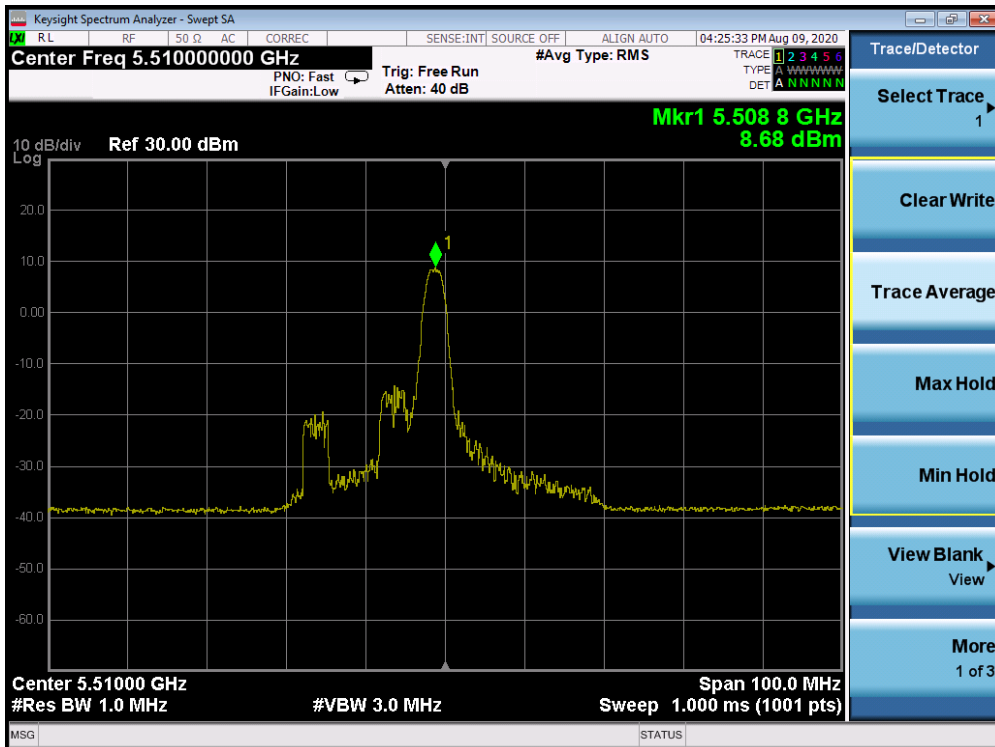 Keysight Spectrum Analyzer - Swept SA
LXI RL RF 50 Ω AC CORREC SENSE:INT SOURCE OFF ALIGN AUTO 04:25:33 PM Aug 09, 2020
Center Freq 5.510000000 GHz
#Avg Type: RMS
TRACE 1 2 3 4 5 6
TYPE A WWWWW
DET A N N N N N
PNO: Fast
IFGain:Low
Trig: Free Run
Atten: 40 dB
Mkr1 5.508 8 GHz
8.68 dBm
10 dB/div Ref 30.00 dBm
Log
20.0
10.0
0.00
-10.0
-20.0
-30.0
-40.0
-50.0
-60.0
1
Center 5.51000 GHz
Span 100.0 MHz
#Res BW 1.0 MHz
#VBW 3.0 MHz
Sweep 1.000 ms (1001 pts)
MSG
STATUS
Trace/Detector
Select Trace
1
Clear Write
Trace Average
Max Hold
Min Hold
View Blank
View
More
1 of 3